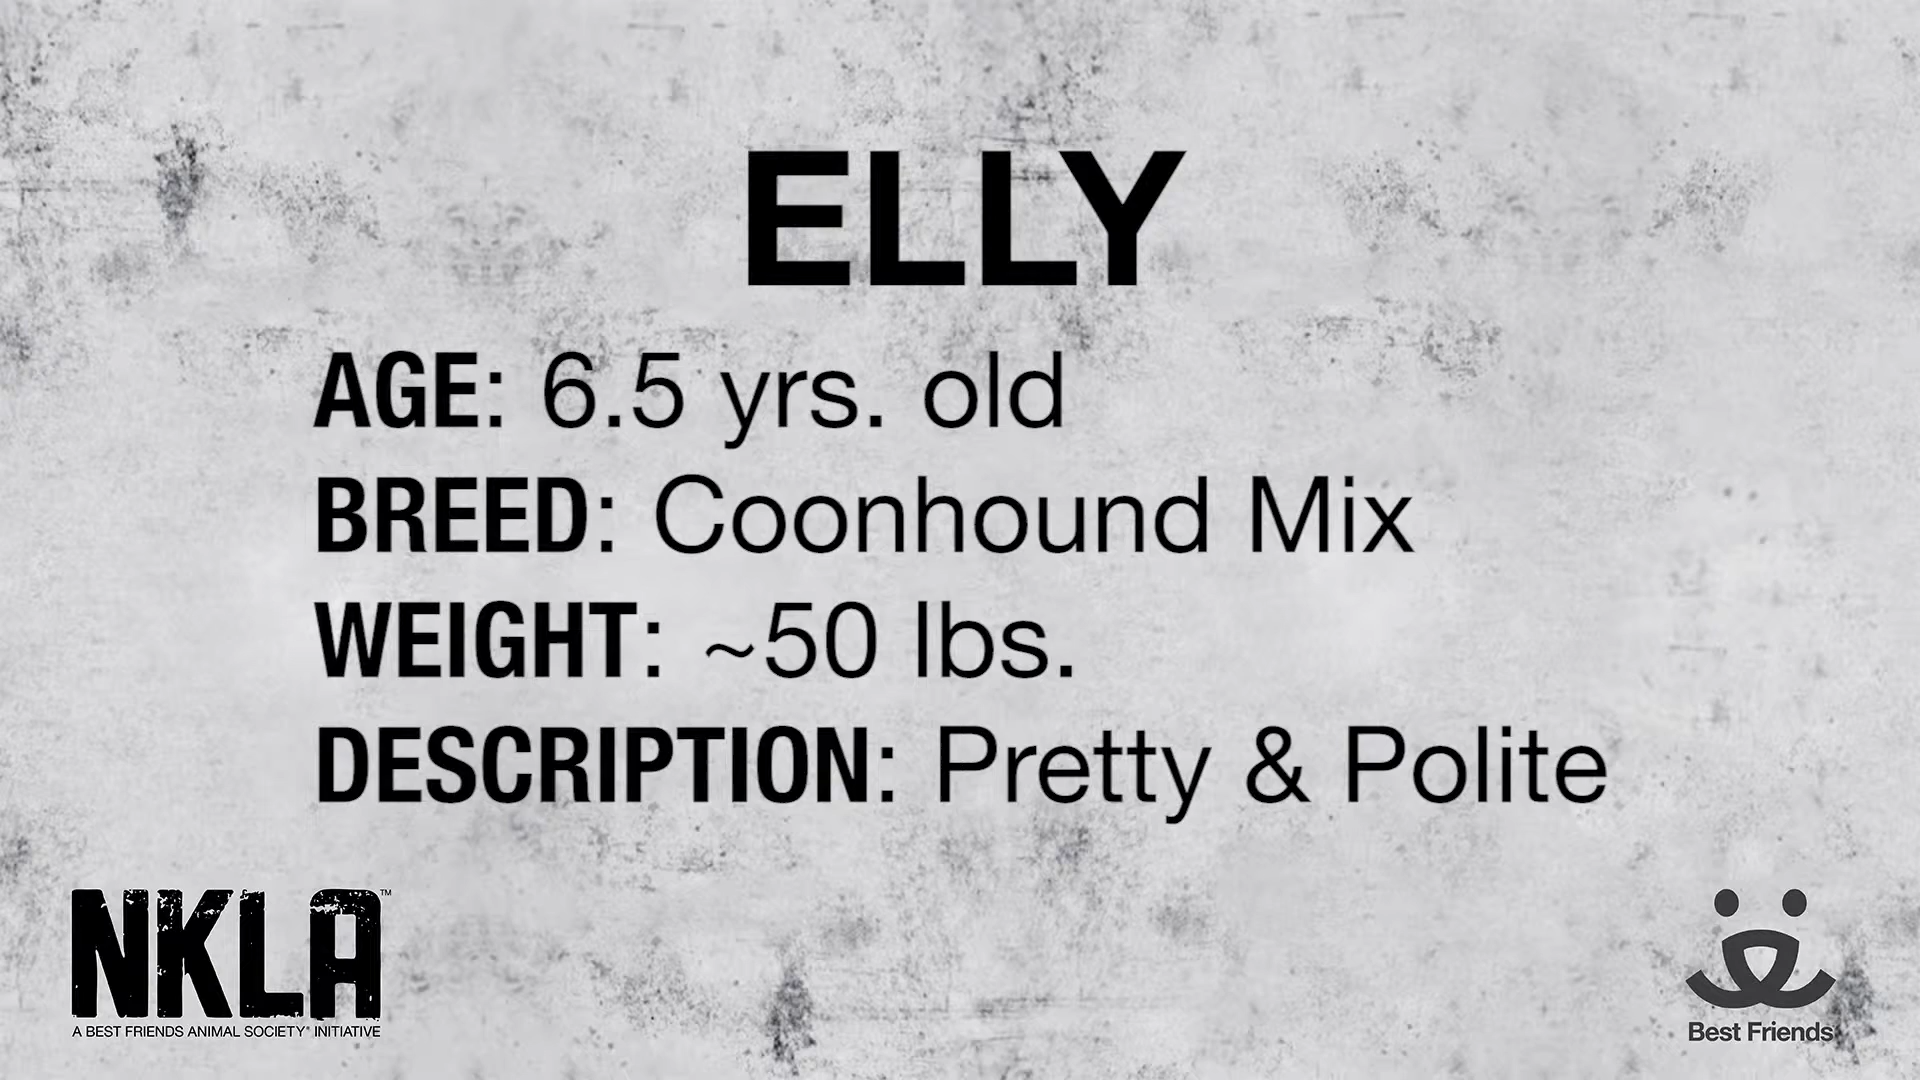 ELLY
AGE: 6.5 yrs. old
BREED: Coonhound Mix
WEIGHT: ~50 lbs.
DESCRIPTION: Pretty & Polite
NKLA™
A BEST FRIENDS ANIMAL SOCIETY® INITIATIVE
Best Friends